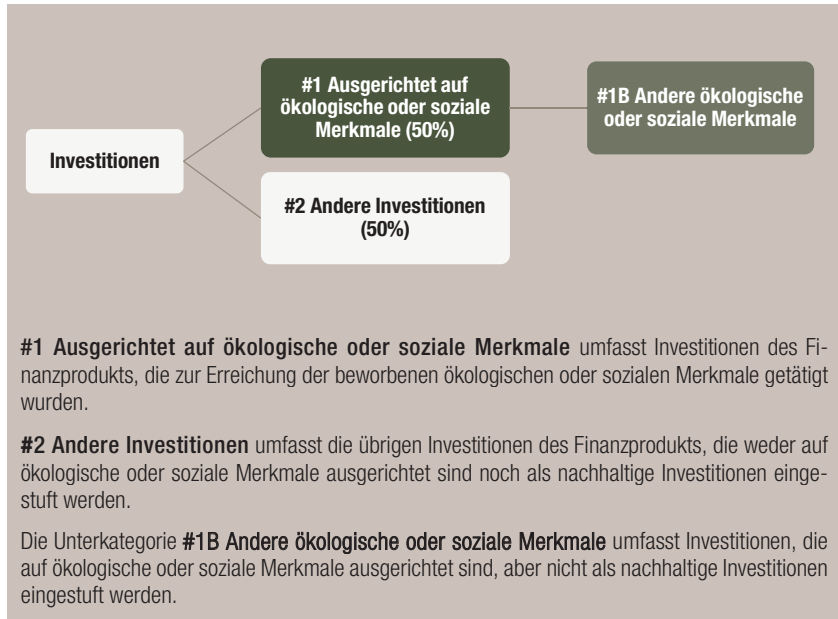 #1 Ausgerichtet auf
ökologische oder soziale
Merkmale (50%)
#1B Andere ökologische
oder soziale Merkmale
Investitionen
#2 Andere Investitionen
(50%)
#1 Ausgerichtet auf ökologische oder soziale Merkmale umfasst Investitionen des Fi-
nanzprodukts, die zur Erreichung der beworbenen ökologischen oder sozialen Merkmale getätigt
wurden.
#2 Andere Investitionen umfasst die übrigen Investitionen des Finanzprodukts, die weder auf
ökologische oder soziale Merkmale ausgerichtet sind noch als nachhaltige Investitionen einge-
stuft werden.
Die Unterkategorie #1B Andere ökologische oder soziale Merkmale umfasst Investitionen, die
auf ökologische oder soziale Merkmale ausgerichtet sind, aber nicht als nachhaltige Investitionen
eingestuft werden.